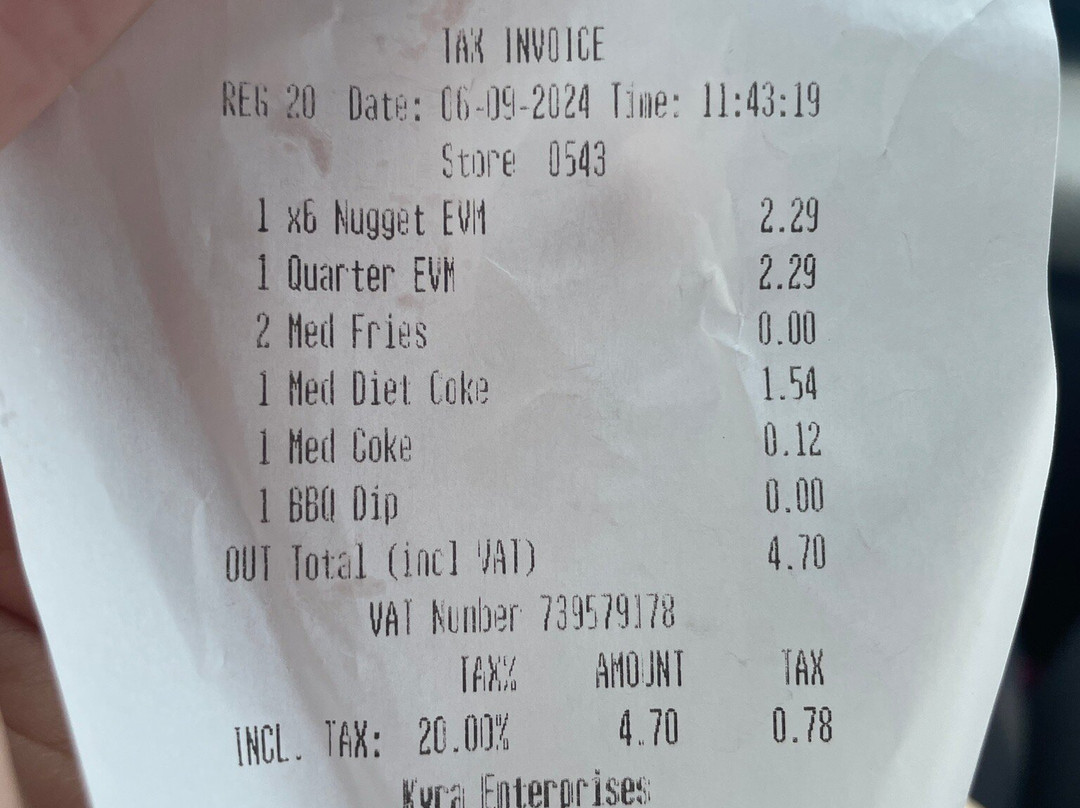 TAX INVOICE
REG 20 Date: 06-09-2024 Time: 11:43:19
Store 0543
1 x6 Nugget EVM 2.29
1 Quarter EVM 2.29
2 Med Fries 0.00
1 Med Diet Coke 1.54
1 Med Coke 0.12
1 BBQ Dip 0.00
OUT Total (incl VAT) 4.70
VAT Number 739579178
TAX% AMOUNT TAX
INCL. TAX: 20.00% 4.70 0.78
Kyra Enterprises